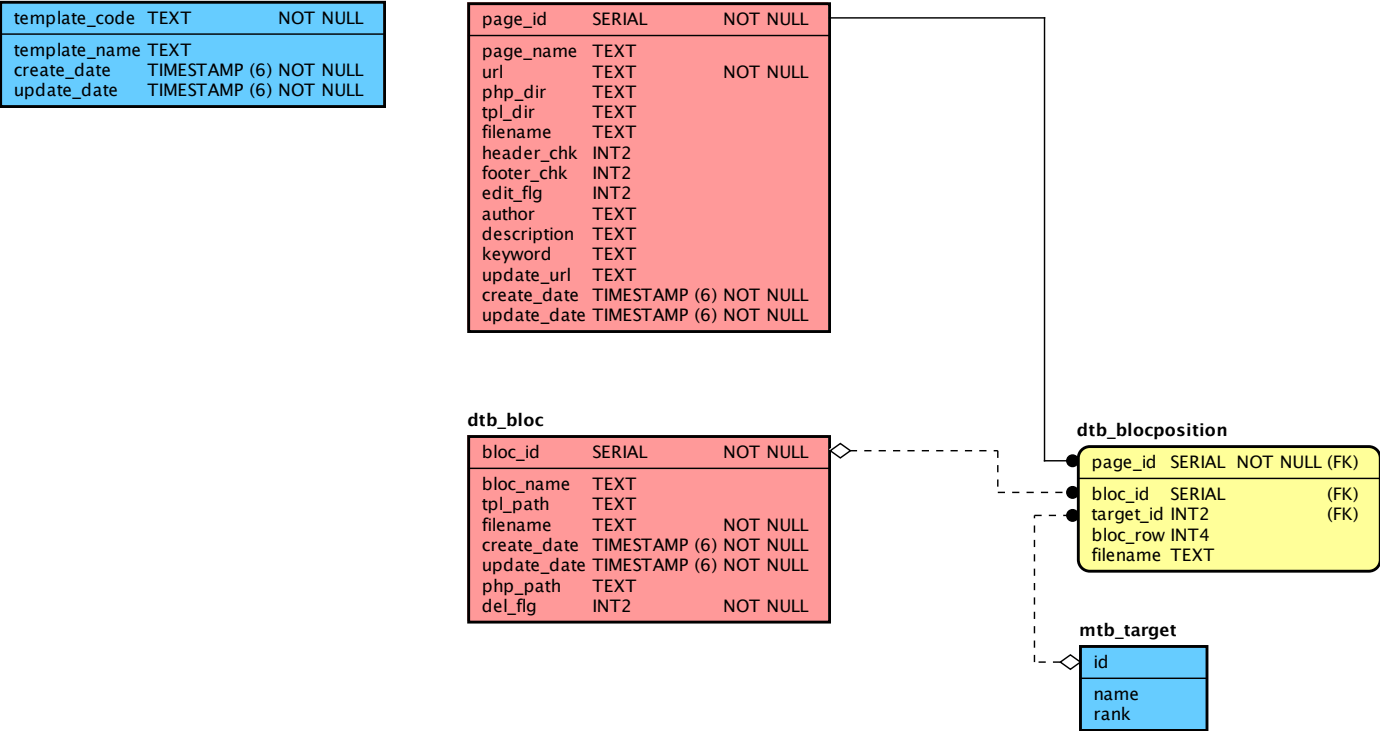 template_code TEXT NOT NULL
template_name TEXT
create_date TIMESTAMP (6) NOT NULL
update_date TIMESTAMP (6) NOT NULL
page_id SERIAL NOT NULL
page_name TEXT
url TEXT NOT NULL
php_dir TEXT
tpl_dir TEXT
filename TEXT
header_chk INT2
footer_chk INT2
edit_flg INT2
author TEXT
description TEXT
keyword TEXT
update_url TEXT
create_date TIMESTAMP (6) NOT NULL
update_date TIMESTAMP (6) NOT NULL
dtb_bloc
bloc_id SERIAL NOT NULL
bloc_name TEXT
tpl_path TEXT
filename TEXT NOT NULL
create_date TIMESTAMP (6) NOT NULL
update_date TIMESTAMP (6) NOT NULL
php_path TEXT
del_flg INT2 NOT NULL
dtb_blocposition
page_id SERIAL NOT NULL (FK)
bloc_id SERIAL (FK)
target_id INT2 (FK)
bloc_row INT4
filename TEXT
mtb_target
id
name
rank